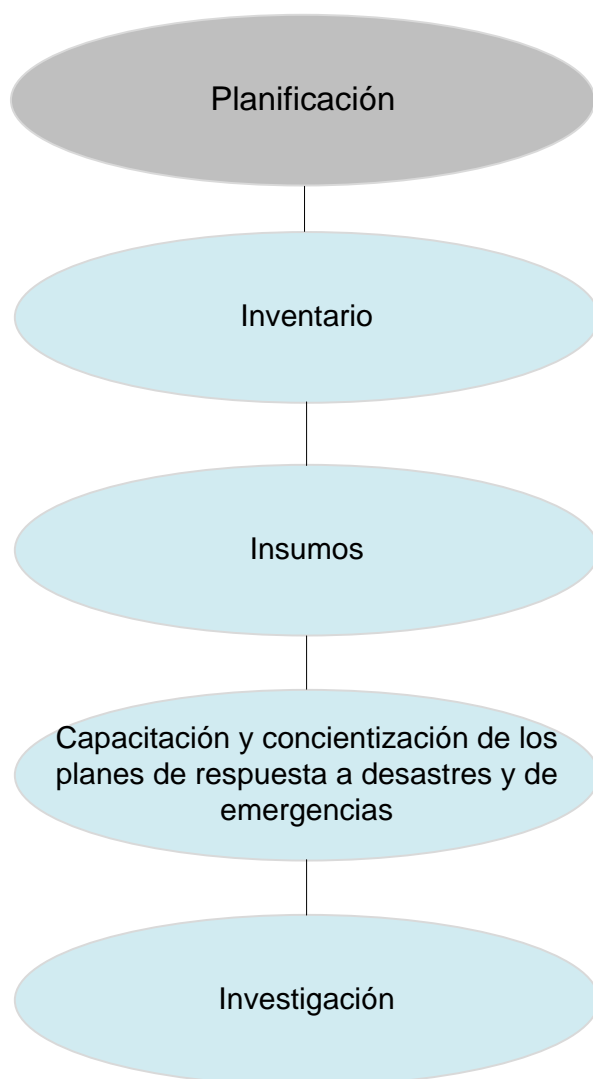 Planificación
Inventario
Insumos
Capacitación y concientización de los
planes de respuesta a desastres y de
emergencias
Investigación